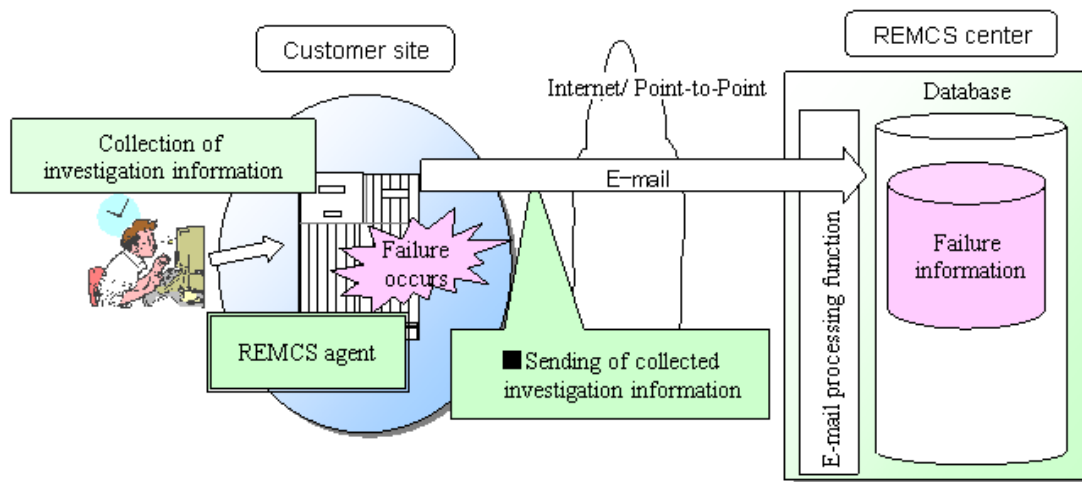 Customer site
REMCS center
Internet/ Point-to-Point
Database
Collection of
investigation information
E-mail
Failure
occurs
Failure
information
E-mail processing function
REMCS agent
■Sending of collected
investigation information